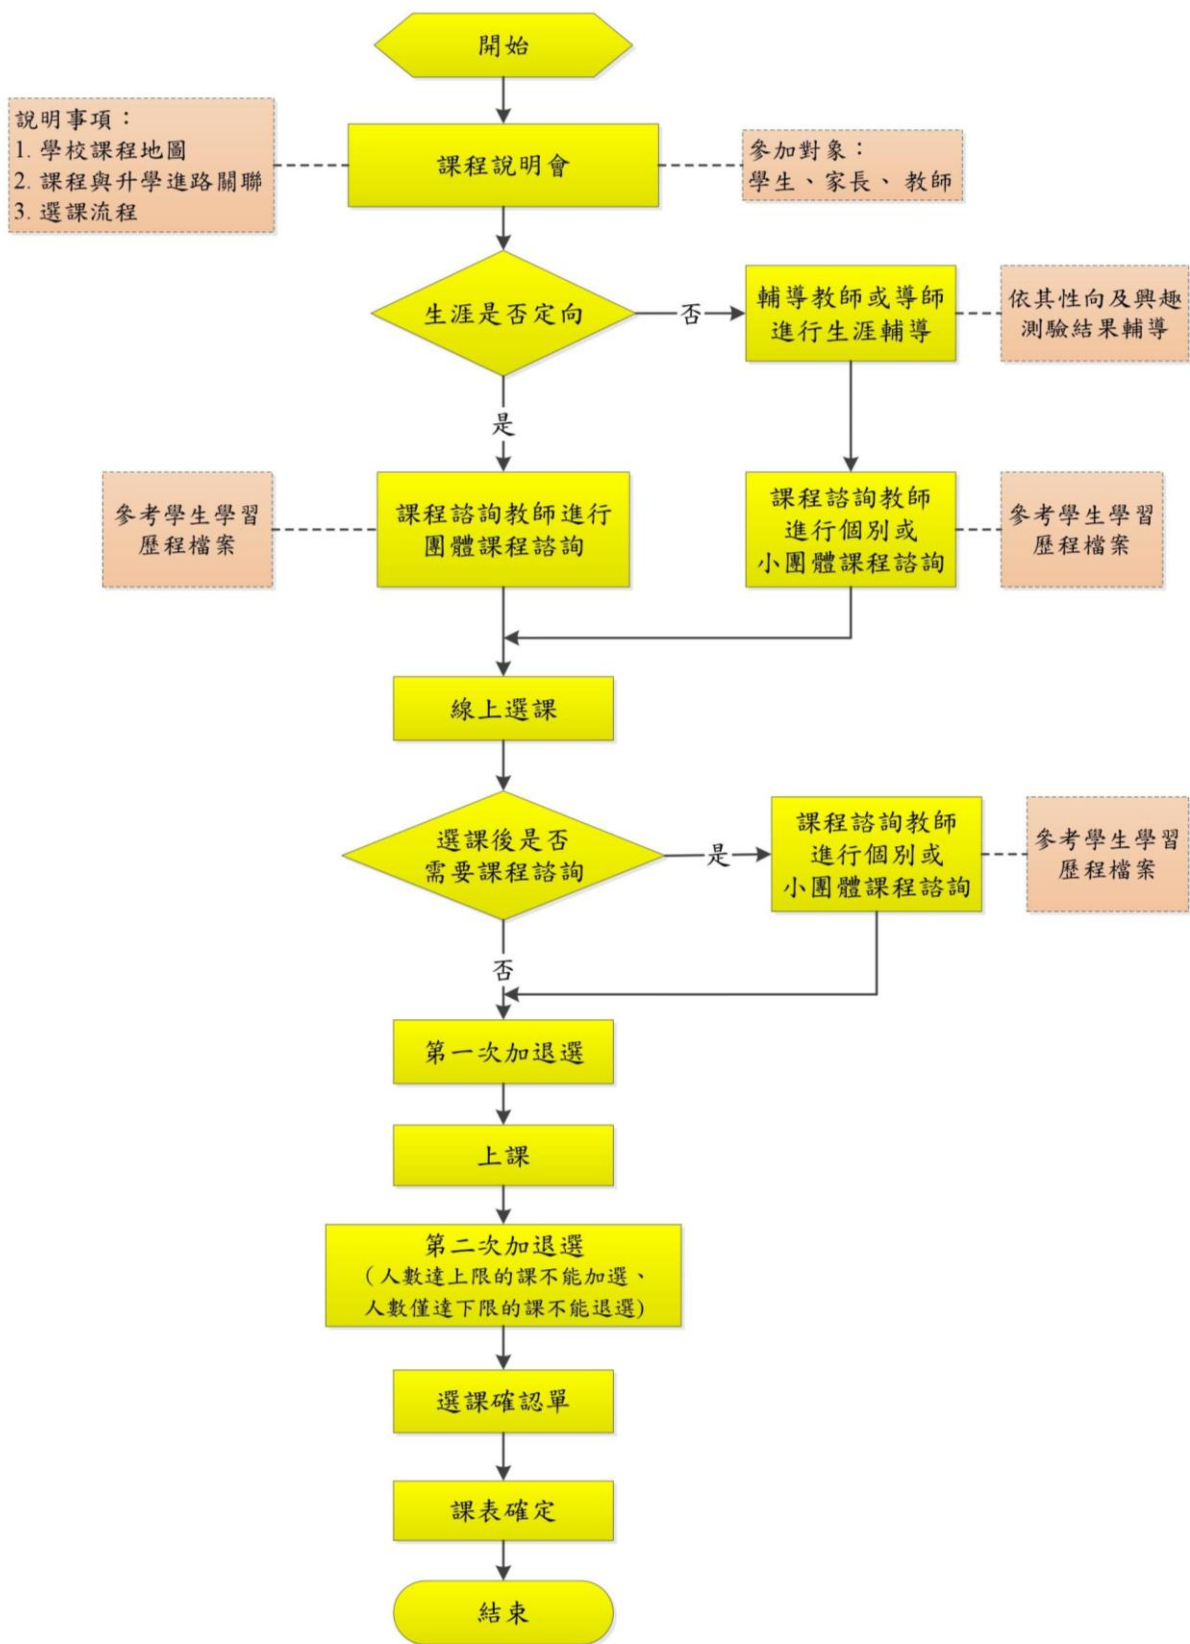 開始
說明事項：
1. 學校課程地圖
2. 課程與升學進路關聯
3. 選課流程
課程說明會
參加對象：
學生、家長、教師
生涯是否定向
否
輔導教師或導師
進行生涯輔導
依其性向及興趣
測驗結果輔導
是
參考學生學習
歷程檔案
課程諮詢教師進行
團體課程諮詢
課程諮詢教師
進行個別或
小團體課程諮詢
參考學生學習
歷程檔案
線上選課
選課後是否
需要課程諮詢
是
課程諮詢教師
進行個別或
小團體課程諮詢
參考學生學習
歷程檔案
否
第一次加退選
上課
第二次加退選
（人數達上限的課不能加選、
人數僅達下限的課不能退選)
選課確認單
課表確定
結束